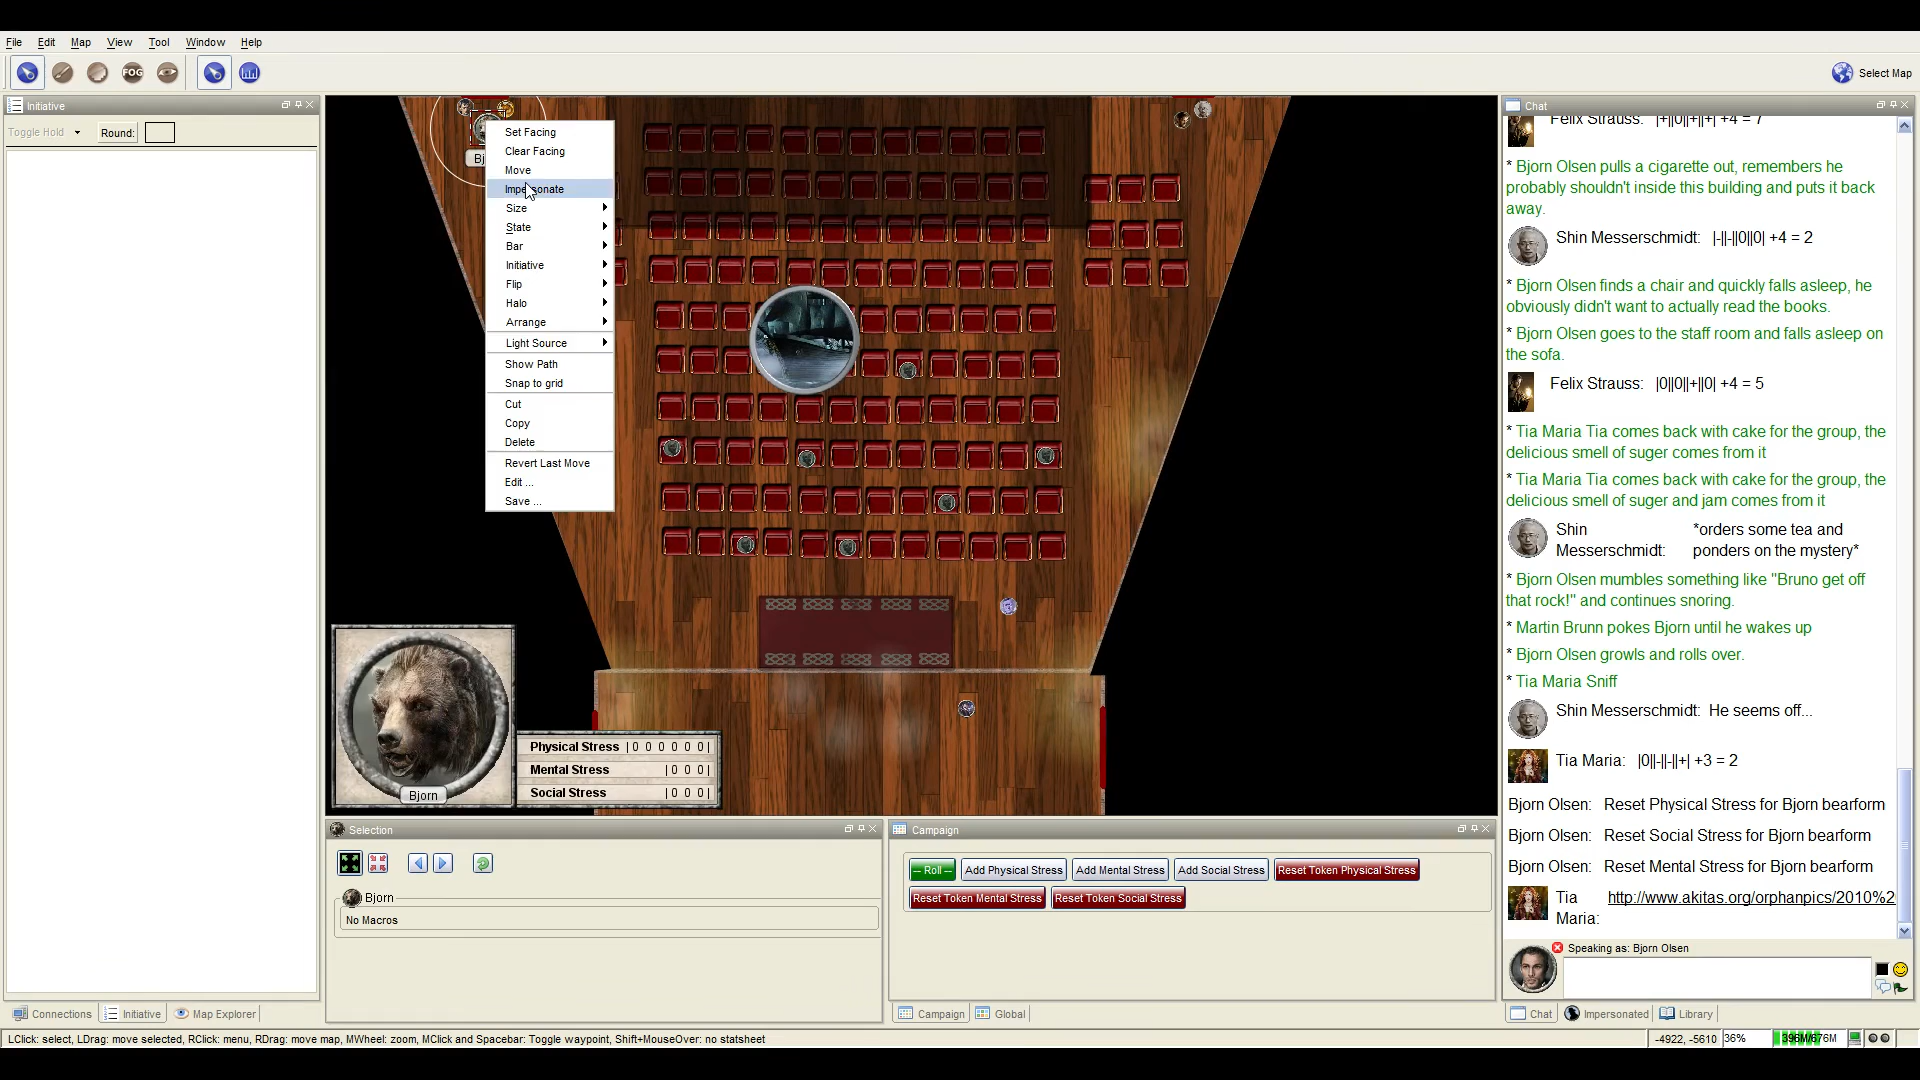 File Edit Map View Tool Window Help
FOG
Select Map
Initiative
Toggle Hold
Round:
Bj
Set Facing
Clear Facing
Move
Impersonate
Size
State
Bar
Initiative
Flip
Halo
Arrange
Light Source
Show Path
Snap to grid
Cut
Copy
Delete
Revert Last Move
Edit ...
Save ...
Bjorn
Physical Stress |0 0 0 0 0 0|
Mental Stress |0 0 0|
Social Stress |0 0 0|
Selection
Bjorn
No Macros
Campaign
-- Roll -- Add Physical Stress Add Mental Stress Add Social Stress Reset Token Physical Stress
Reset Token Mental Stress Reset Token Social Stress
Chat
Felix Strauss: |+||0||+||+| +4 = 7
* Bjorn Olsen pulls a cigarette out, remembers he
probably shouldn't inside this building and puts it back
away.
Shin Messerschmidt: |-||-||0||0| +4 = 2
* Bjorn Olsen finds a chair and quickly falls asleep, he
obviously didn't want to actually read the books.
* Bjorn Olsen goes to the staff room and falls asleep on
the sofa.
Felix Strauss: |0||0||+||0| +4 = 5
* Tia Maria Tia comes back with cake for the group, the
delicious smell of suger comes from it
* Tia Maria Tia comes back with cake for the group, the
delicious smell of suger and jam comes from it
Shin Messerschmidt: *orders some tea and
ponders on the mystery*
* Bjorn Olsen mumbles something like "Bruno get off
that rock!" and continues snoring.
* Martin Brunn pokes Bjorn until he wakes up
* Bjorn Olsen growls and rolls over.
* Tia Maria Sniff
Shin Messerschmidt: He seems off...
Tia Maria: |0||-||-||+| +3 = 2
Bjorn Olsen: Reset Physical Stress for Bjorn bearform
Bjorn Olsen: Reset Social Stress for Bjorn bearform
Bjorn Olsen: Reset Mental Stress for Bjorn bearform
Tia Maria: http://www.akitas.org/orphanpics/2010%2
Speaking as: Bjorn Olsen
Connections Initiative Map Explorer
Campaign Global
Chat Impersonated Library
LClick: select, LDrag: move selected, RClick: menu, RDrag: move map, MWheel: zoom, MClick and Spacebar: Toggle waypoint, Shift+MouseOver: no statsheet
-4922, -5610 36% 396M/676M